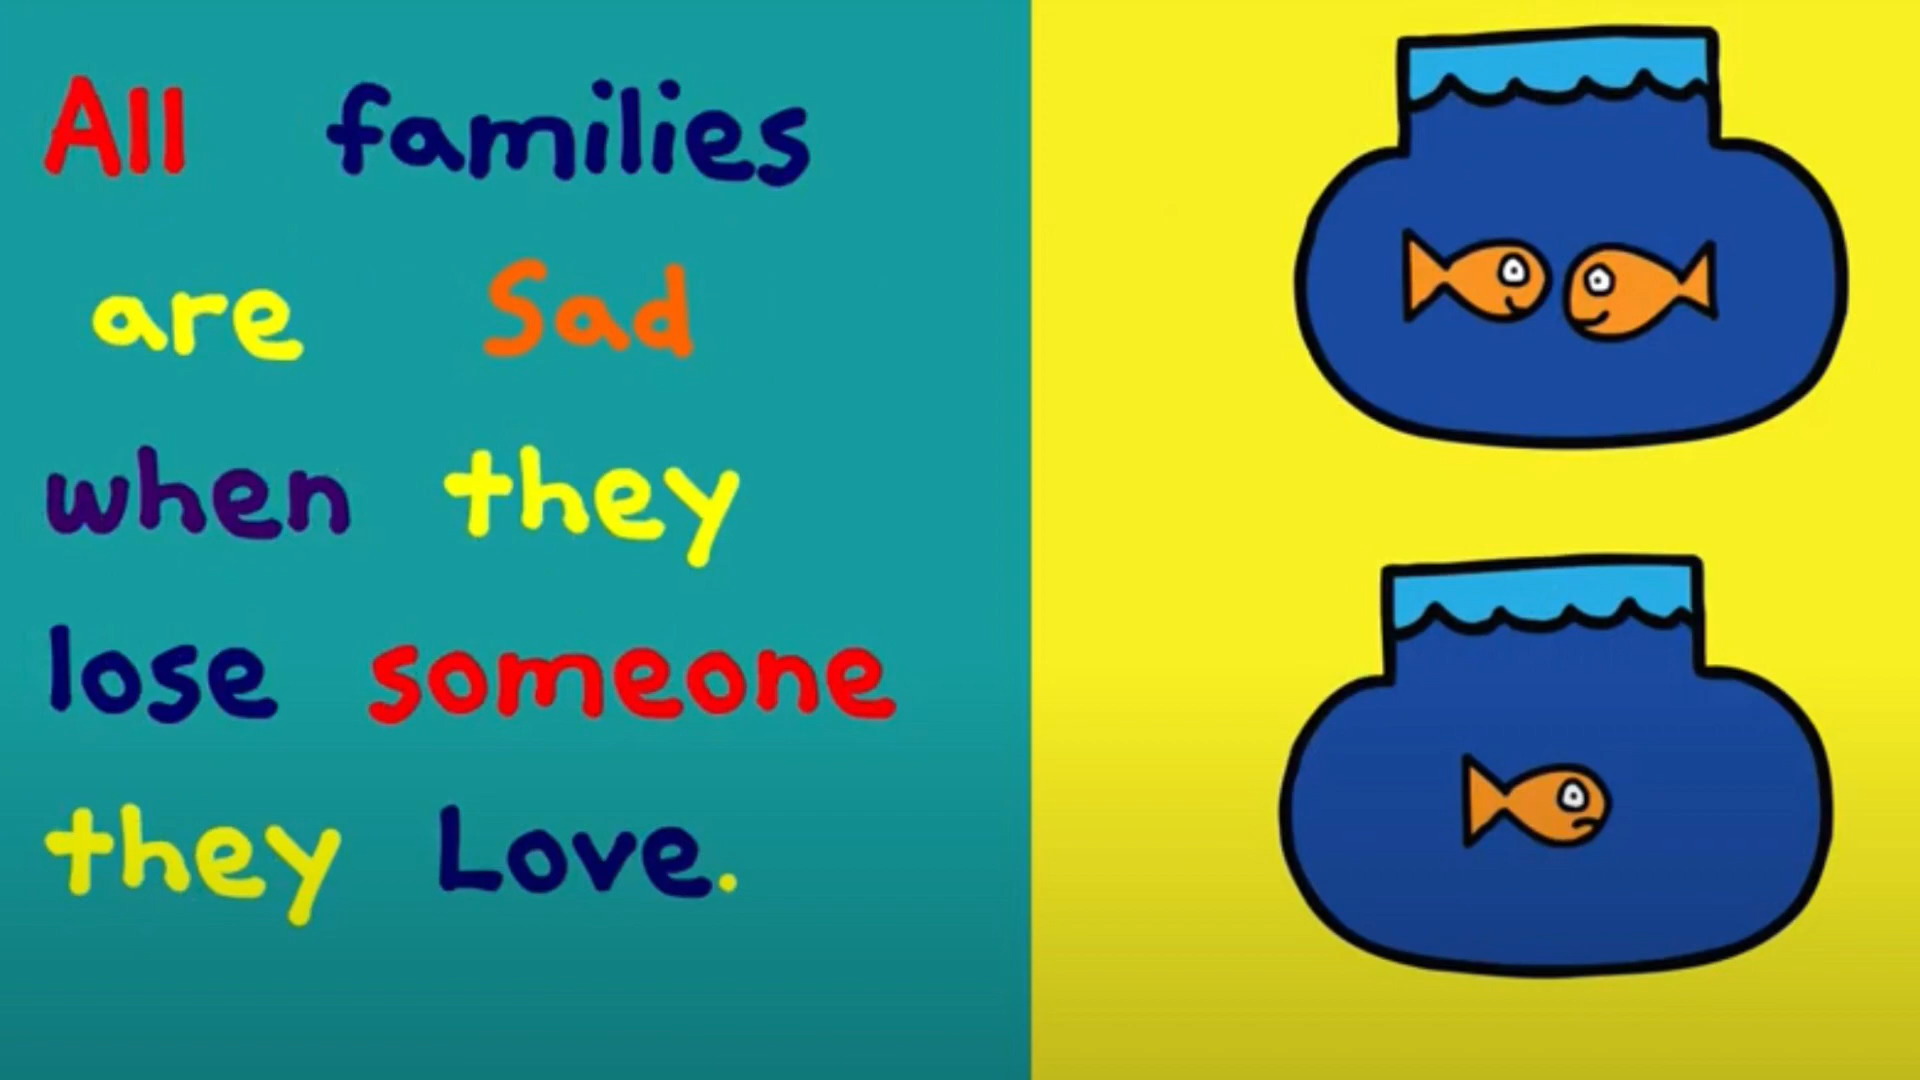 All families
are Sad
when they
lose someone
they Love.